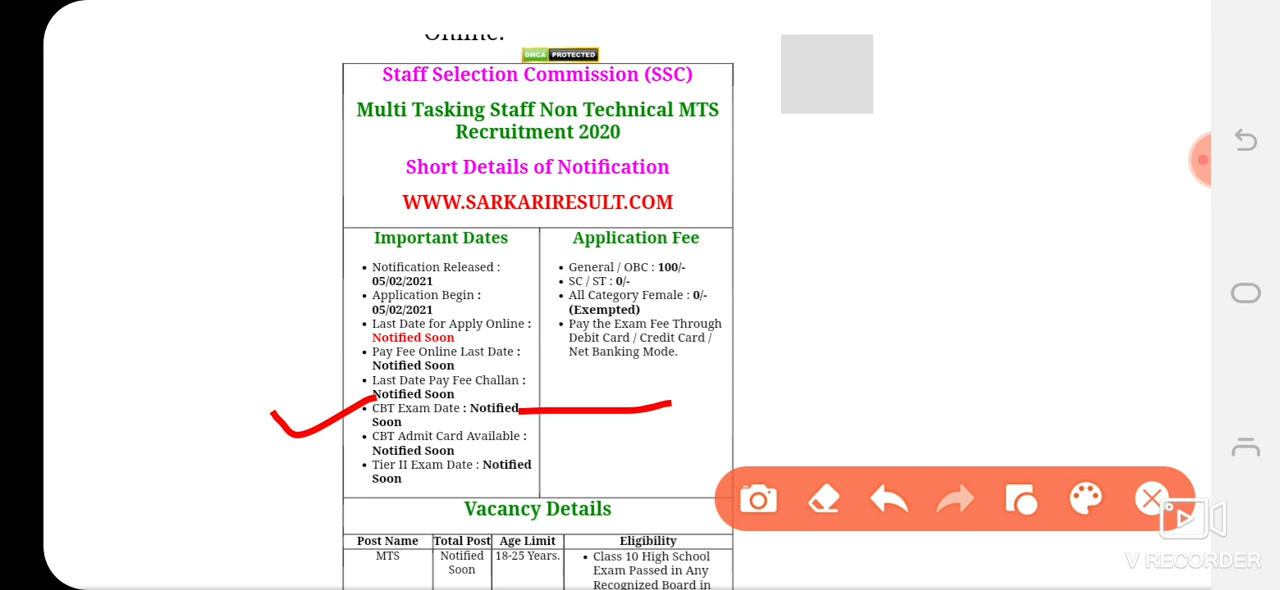 Online.
DMCA PROTECTED
Staff Selection Commission (SSC)
Multi Tasking Staff Non Technical MTS
Recruitment 2020
Short Details of Notification
WWW.SARKARIRESULT.COM
Important Dates
• Notification Released :
05/02/2021
• Application Begin :
05/02/2021
• Last Date for Apply Online :
Notified Soon
• Pay Fee Online Last Date :
Notified Soon
• Last Date Pay Fee Challan :
Notified Soon
• CBT Exam Date : Notified
Soon
• CBT Admit Card Available :
Notified Soon
• Tier II Exam Date : Notified
Soon
Application Fee
• General / OBC : 100/-
• SC / ST : 0/-
• All Category Female : 0/-
(Exempted)
• Pay the Exam Fee Through
Debit Card / Credit Card /
Net Banking Mode.
Vacancy Details
Post Name Total Post Age Limit Eligibility
MTS
Notified
Soon
18-25 Years.
• Class 10 High School
Exam Passed in Any
Recognized Board in
V RECORDER